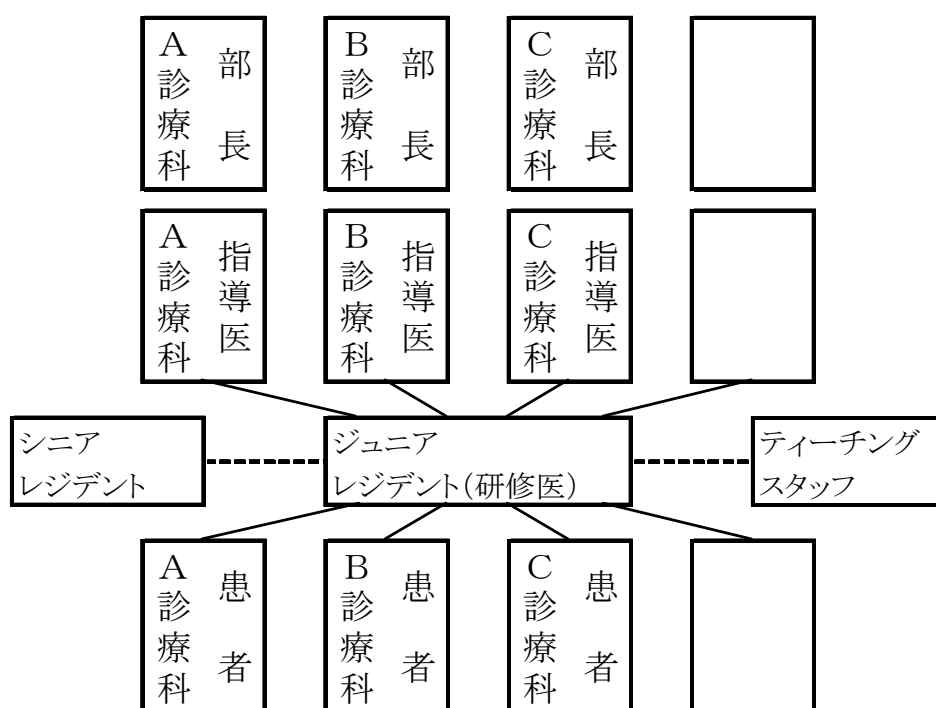 A診療科 部長
B診療科 部長
C診療科 部長
A診療科 指導医
B診療科 指導医
C診療科 指導医
シニア
レジデント
ジュニア
レジデント(研修医)
ティーチング
スタッフ
A診療科 患者
B診療科 患者
C診療科 患者